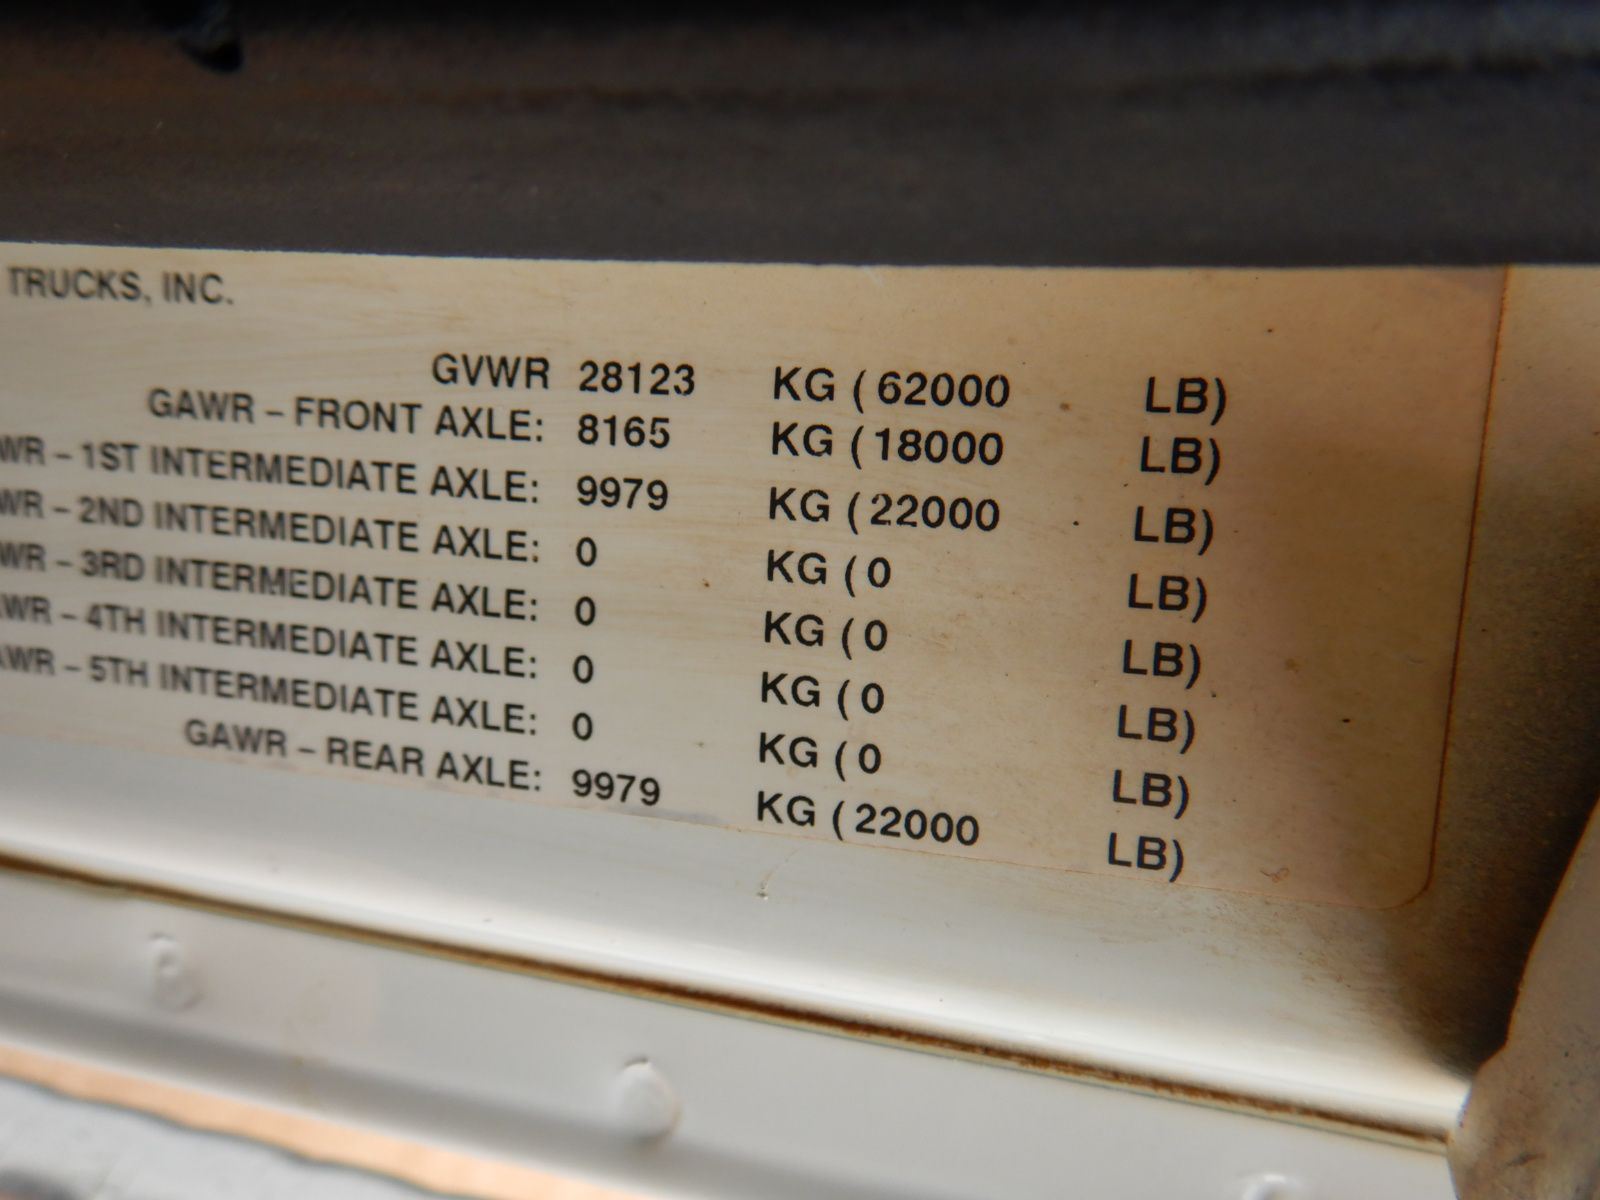 TRUCKS, INC.
GVWR 28123 KG (62000 LB)
GAWR – FRONT AXLE: 8165 KG (18000 LB)
WR – 1ST INTERMEDIATE AXLE: 9979 KG (22000 LB)
WR – 2ND INTERMEDIATE AXLE: 0 KG (0 LB)
WR – 3RD INTERMEDIATE AXLE: 0 KG (0 LB)
WR – 4TH INTERMEDIATE AXLE: 0 KG (0 LB)
WR – 5TH INTERMEDIATE AXLE: 0 KG (0 LB)
GAWR – REAR AXLE: 9979 KG (22000 LB)